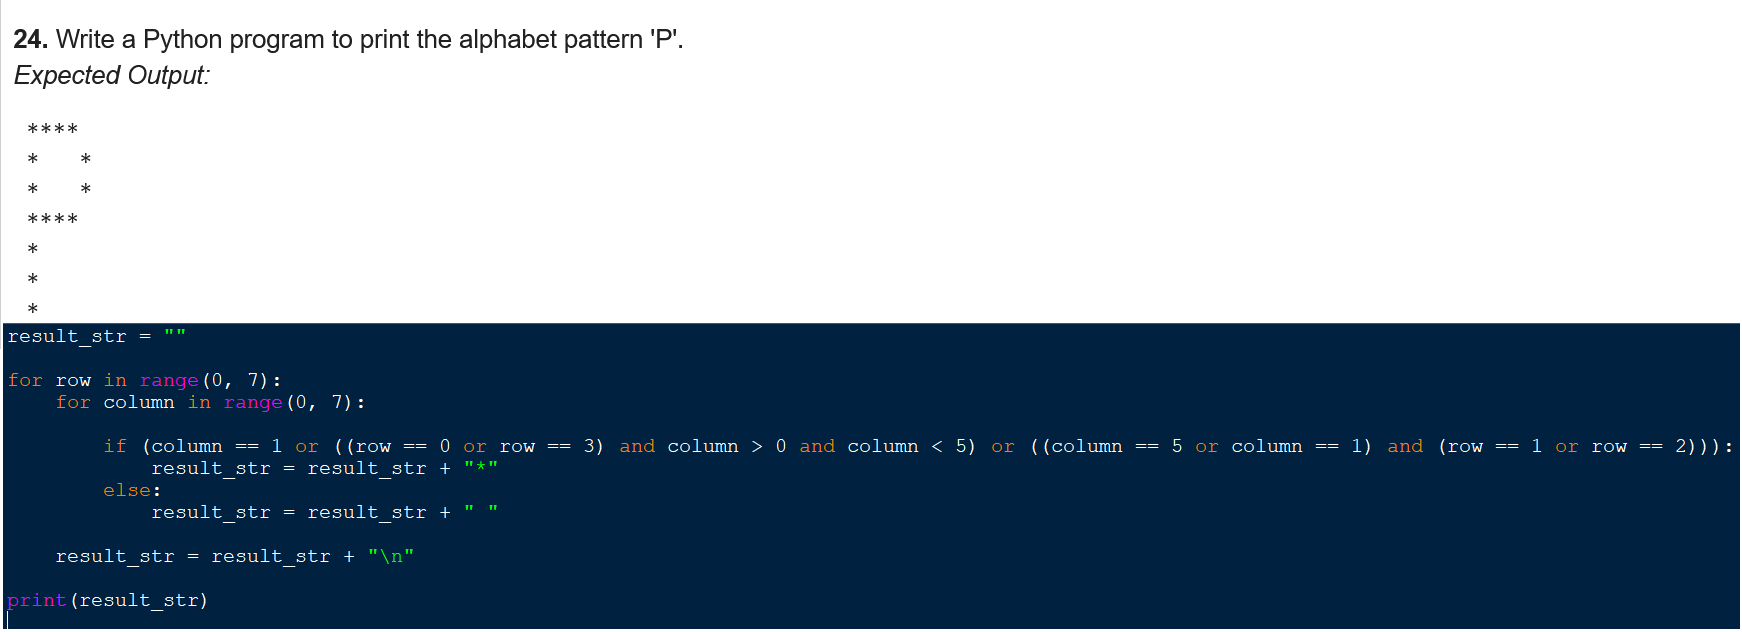 24. Write a Python program to print the alphabet pattern 'P'.
Expected Output:
 ****
 *   *
 *   *
 ****
 *
 *
 *
result_str = ""
for row in range(0, 7):
    for column in range(0, 7):
        if (column == 1 or ((row == 0 or row == 3) and column > 0 and column < 5) or ((column == 5 or column == 1) and (row == 1 or row == 2))):
            result_str = result_str + "*"
        else:
            result_str = result_str + " "
    result_str = result_str + "\n"
print(result_str)